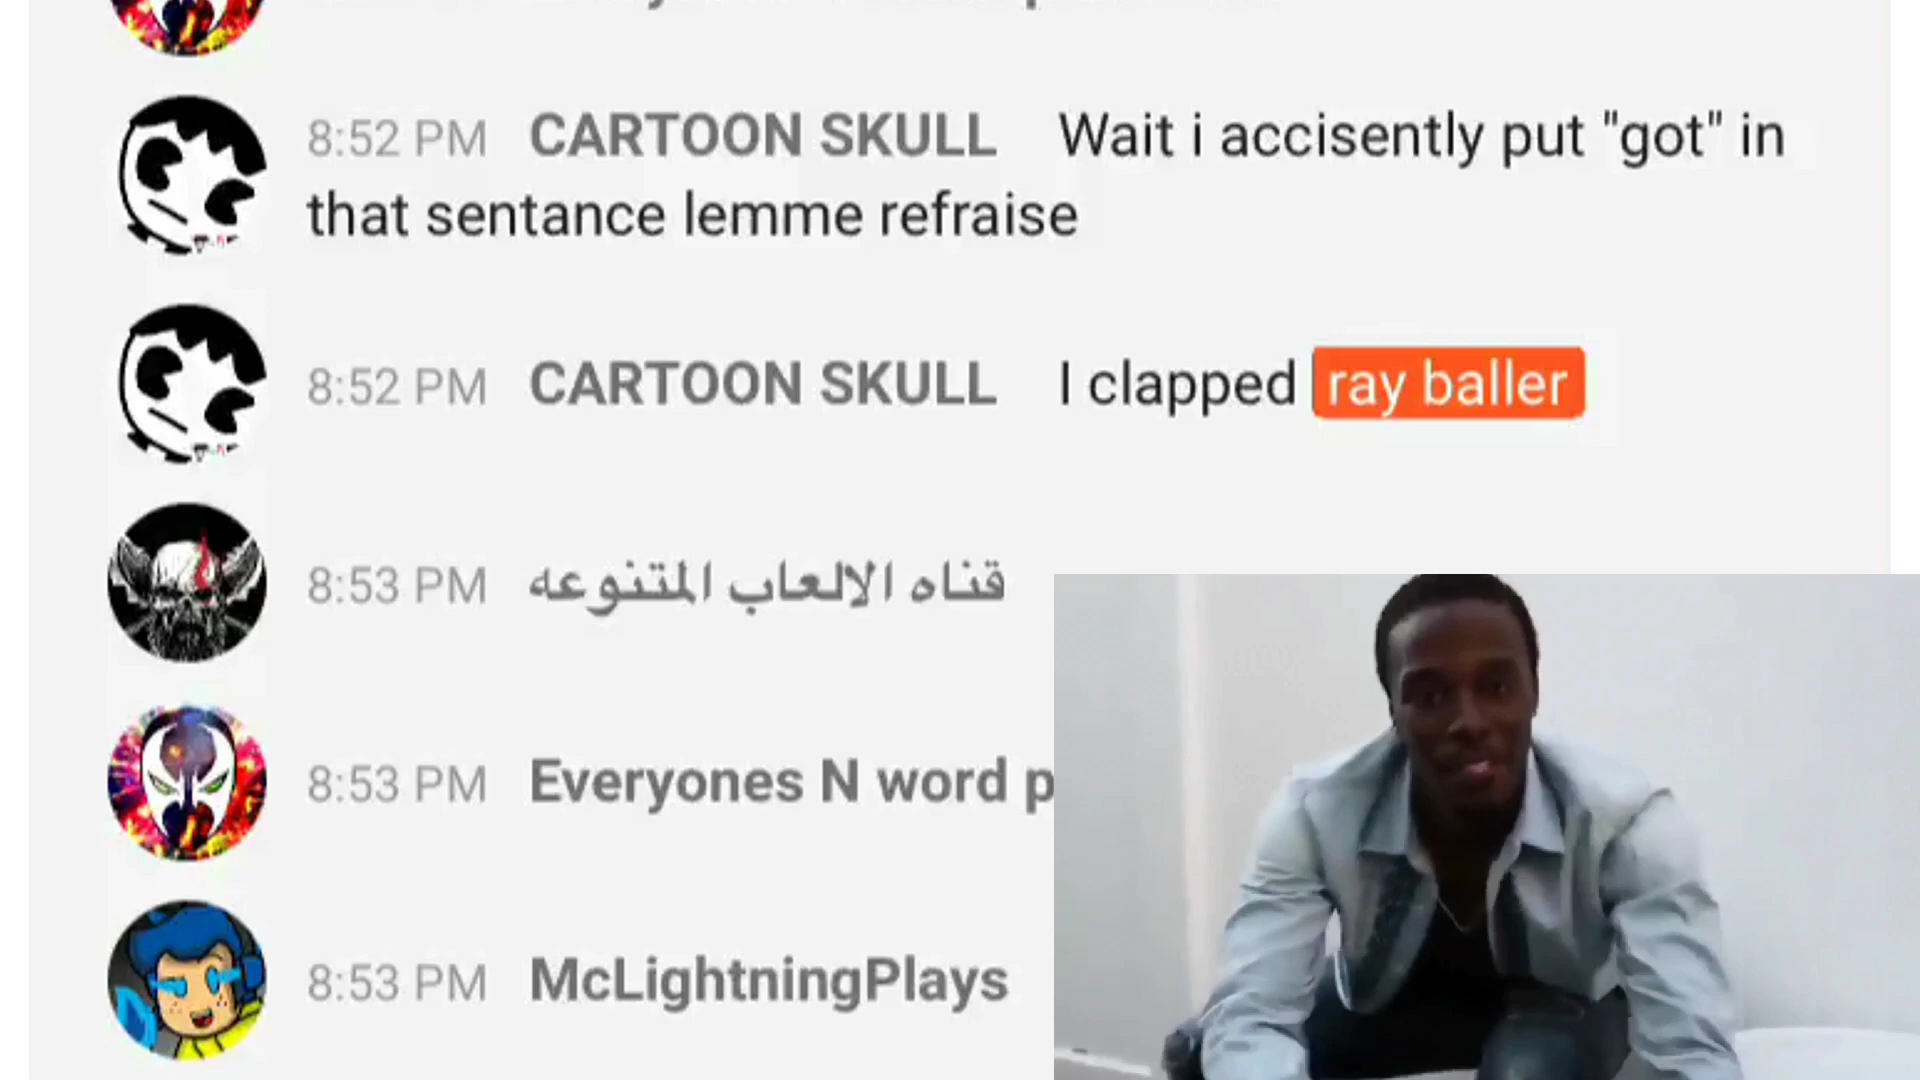 8:52 PM CARTOON SKULL Wait i accisently put "got" in
that sentance lemme refraise
8:52 PM CARTOON SKULL I clapped ray baller
8:53 PM قناه الالعاب المتنوعه
8:53 PM Everyones N word p
8:53 PM McLightningPlays